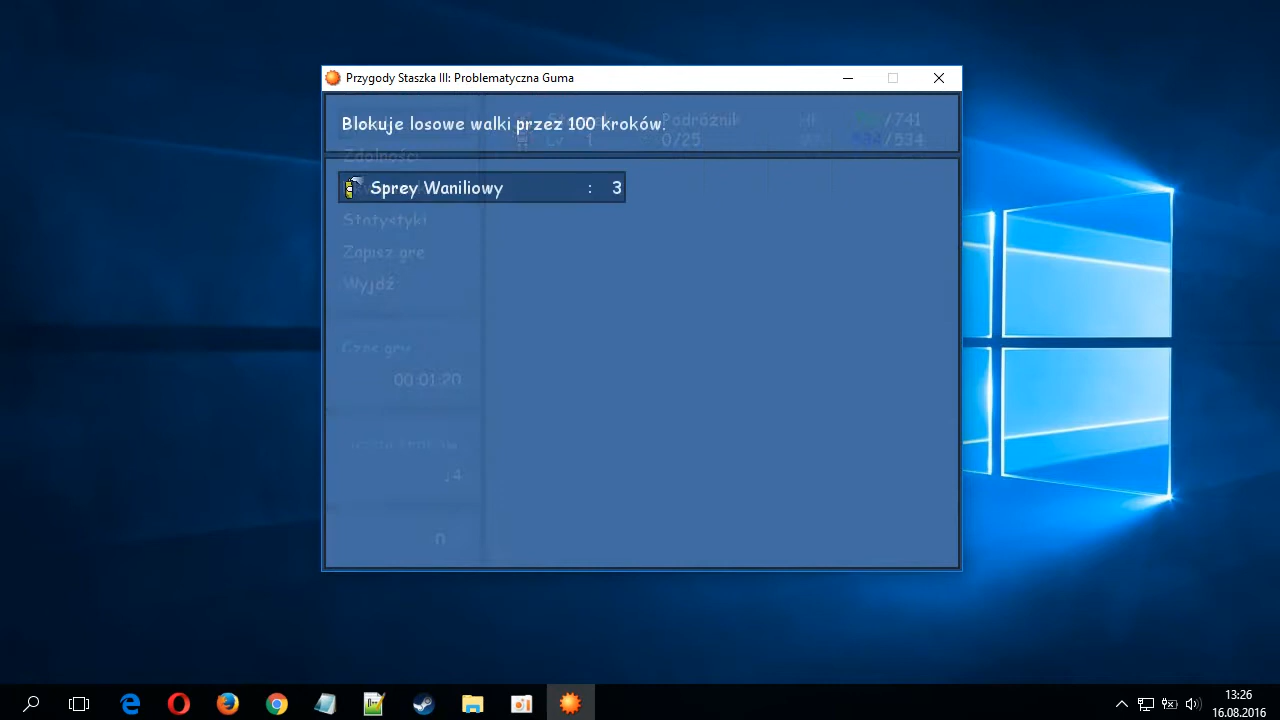 Przygody Staszka III: Problematyczna Guma
Blokuje losowe walki przez 100 kroków.
Podróżnik
/741
1
0/25
/534
Zdolności
Sprey Waniliowy : 3
Statystyki
Zapisz grę
Wyjdź
Czas gry
00:01:20
13:26
16.08.2016